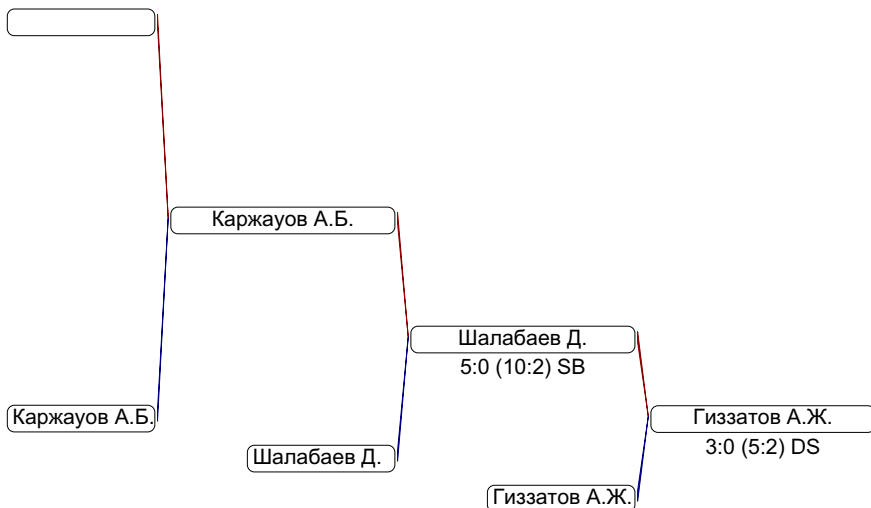 Каржауов А.Б.
Шалабаев Д.
5:0 (10:2) SB
Каржауов А.Б.
Гиззатов А.Ж.
3:0 (5:2) DS
Шалабаев Д.
Гиззатов А.Ж.